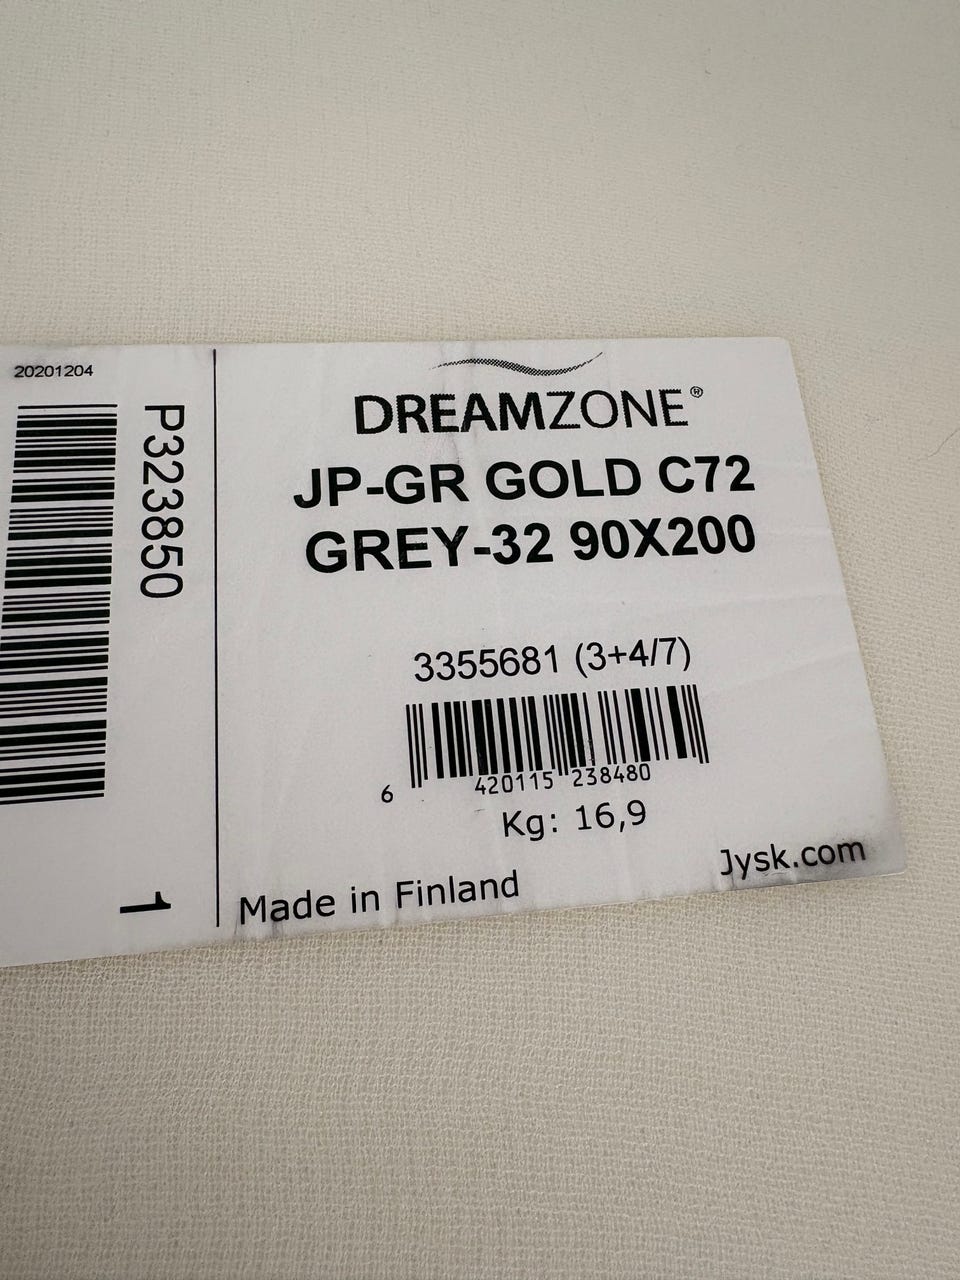 20201204
P323850
1
DREAMZONE®
JP-GR GOLD C72
GREY-32 90X200
3355681 (3+4/7)
6 420115 238480
Kg: 16,9
Jysk.com
Made in Finland